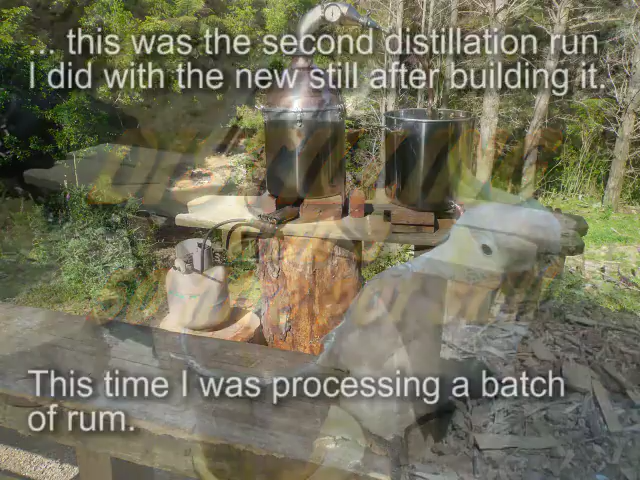 ... this was the second distillation run
I did with the new still after building it.
This time I was processing a batch
of rum.